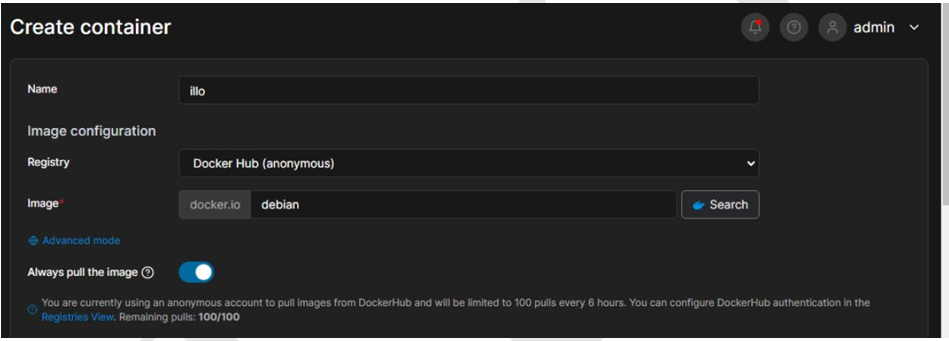 Create container
admin
Name
illo
Image configuration
Registry
Docker Hub (anonymous)
Image*
docker.io
debian
Search
Advanced mode
Always pull the image
You are currently using an anonymous account to pull images from DockerHub and will be limited to 100 pulls every 6 hours. You can configure DockerHub authentication in the
Registries View. Remaining pulls: 100/100